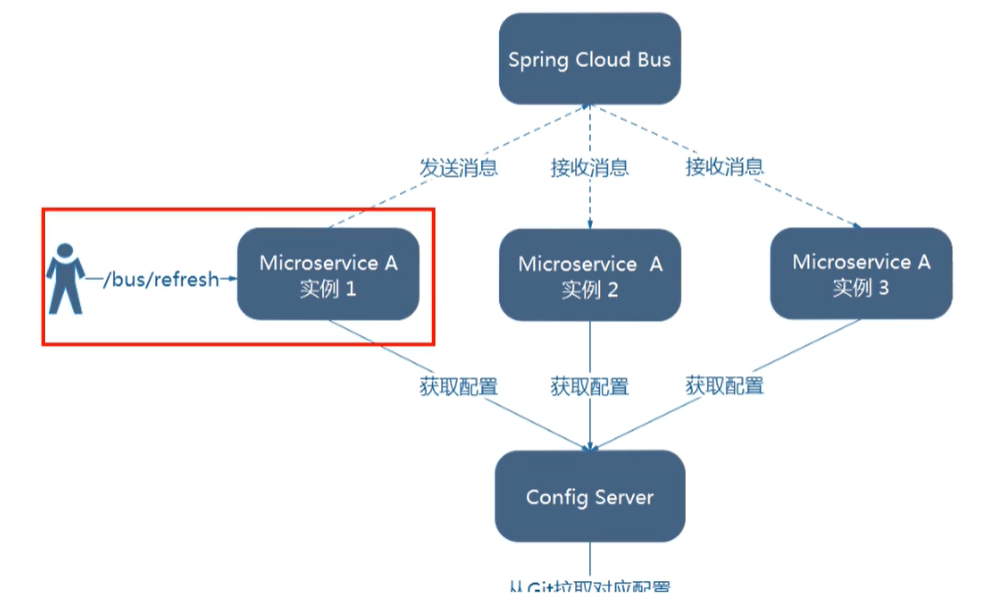 Spring Cloud Bus
发送消息
接收消息
接收消息
/bus/refresh
Microservice A
实例 1
Microservice A
实例 2
Microservice A
实例 3
获取配置
获取配置
获取配置
Config Server
从Git拉取对应配置